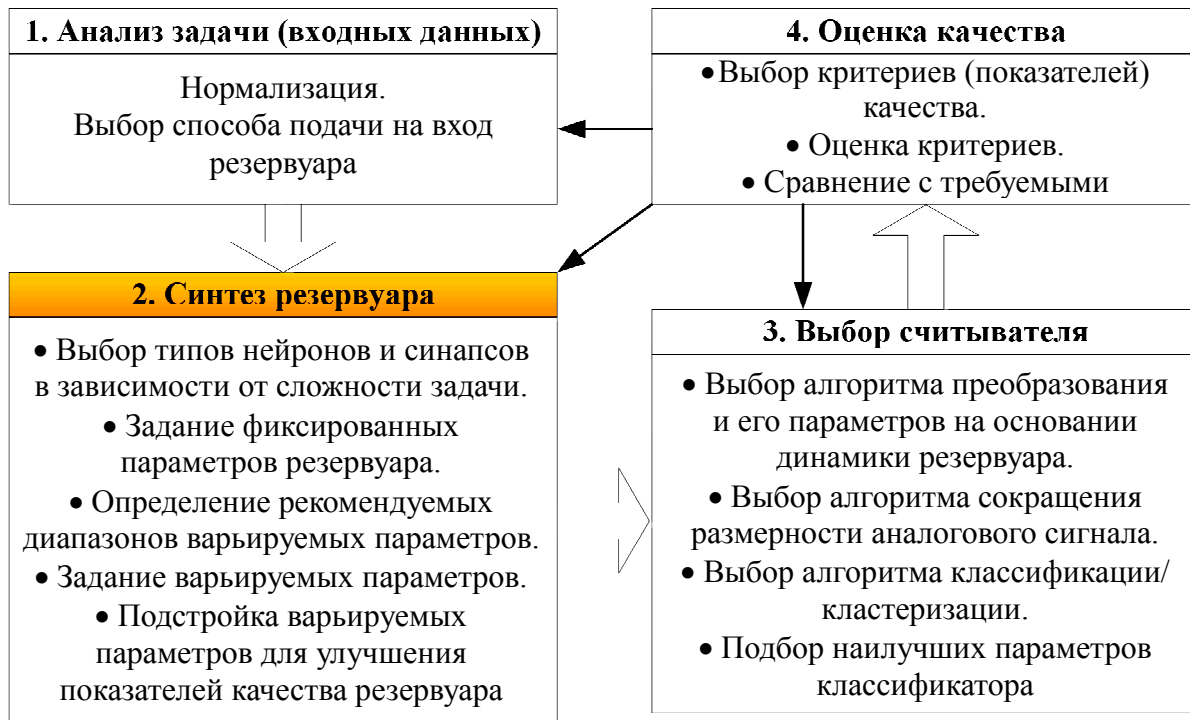 1. Анализ задачи (входных данных)
Нормализация.
Выбор способа подачи на вход
резервуара
2. Синтез резервуара
• Выбор типов нейронов и синапсов
в зависимости от сложности задачи.
• Задание фиксированных
параметров резервуара.
• Определение рекомендуемых
диапазонов варьируемых параметров.
• Задание варьируемых параметров.
• Подстройка варьируемых
параметров для улучшения
показателей качества резервуара
3. Выбор считывателя
• Выбор алгоритма преобразования
и его параметров на основании
динамики резервуара.
• Выбор алгоритма сокращения
размерности аналогового сигнала.
• Выбор алгоритма классификации/
кластеризации.
• Подбор наилучших параметров
классификатора
4. Оценка качества
•Выбор критериев (показателей)
качества.
• Оценка критериев.
• Сравнение с требуемыми